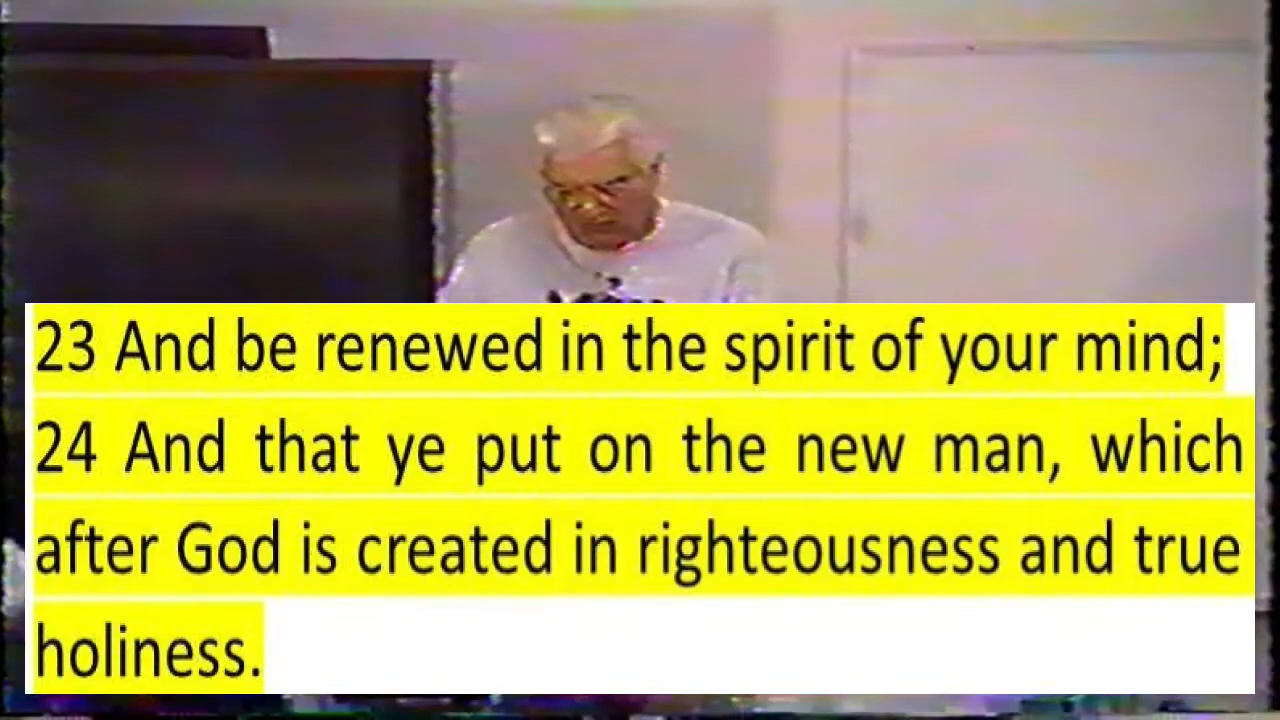 23 And be renewed in the spirit of your mind;
24 And that ye put on the new man, which
after God is created in righteousness and true
holiness.